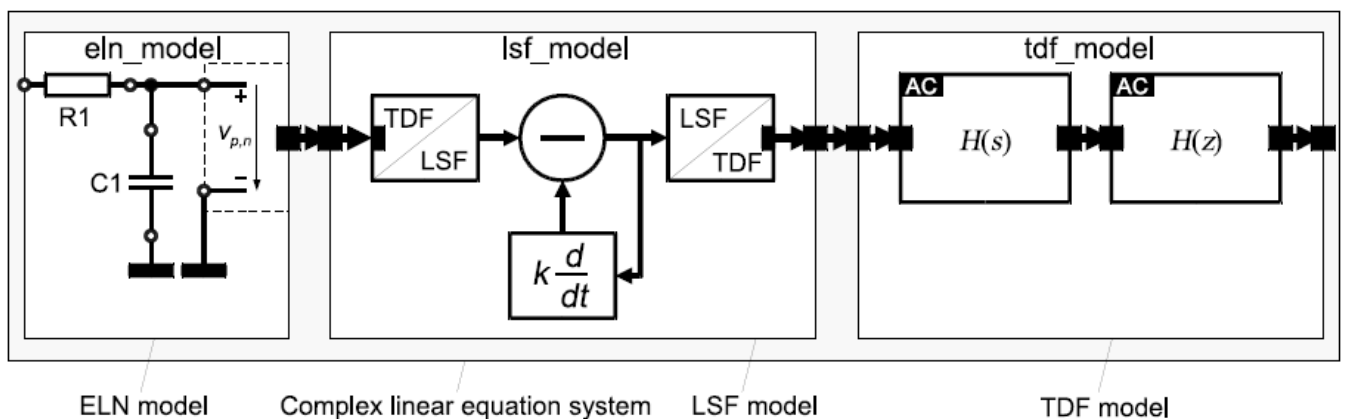 eln_model
lsf_model
tdf_model
R1
+
v_{p,n}
−
C1
TDF
LSF
−
LSF
TDF
k d/dt
AC
H(s)
AC
H(z)
ELN model
Complex linear equation system
LSF model
TDF model